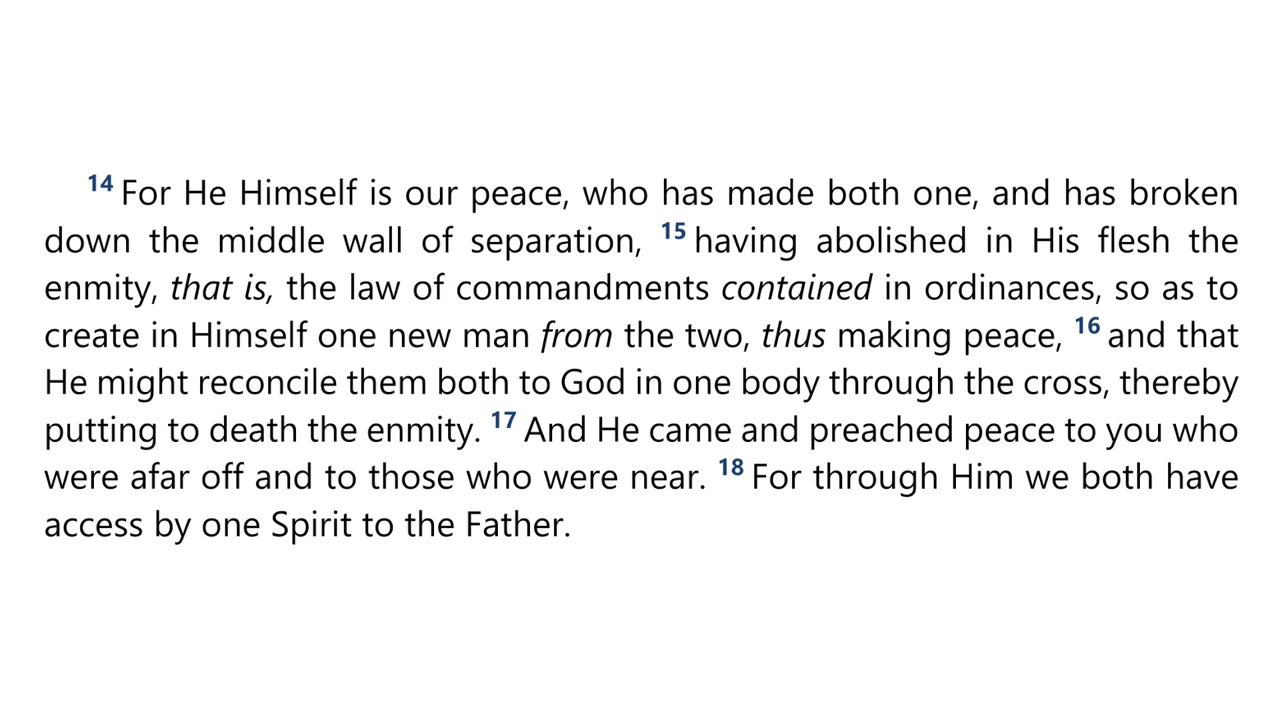 14 For He Himself is our peace, who has made both one, and has broken
down the middle wall of separation, 15 having abolished in His flesh the
enmity, that is, the law of commandments contained in ordinances, so as to
create in Himself one new man from the two, thus making peace, 16 and that
He might reconcile them both to God in one body through the cross, thereby
putting to death the enmity. 17 And He came and preached peace to you who
were afar off and to those who were near. 18 For through Him we both have
access by one Spirit to the Father.